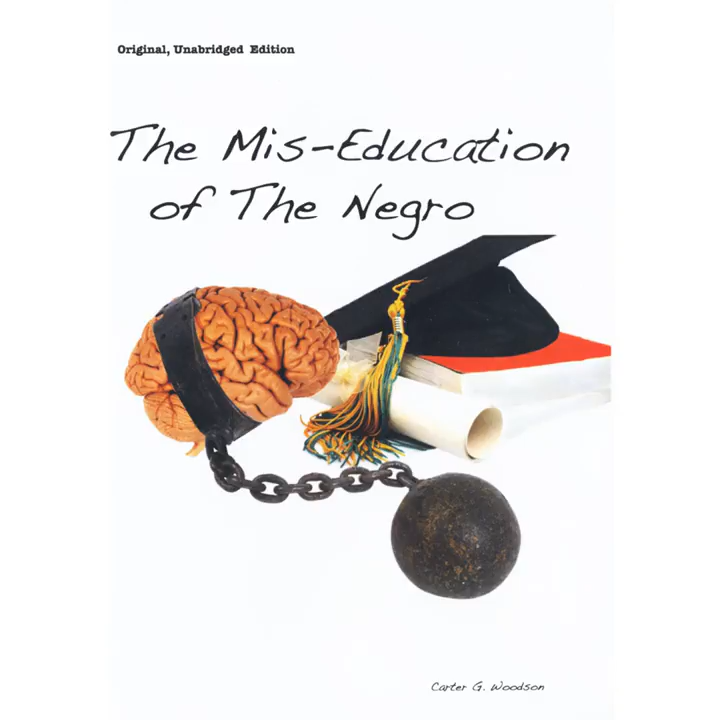 Original, Unabridged Edition
The Mis-Education
of The Negro
Carter G. Woodson